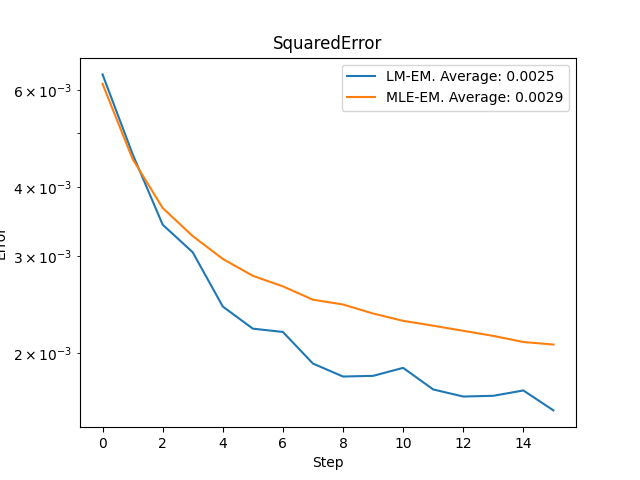 SquaredError
LM-EM. Average: 0.0025
MLE-EM. Average: 0.0029
6 × 10⁻³
4 × 10⁻³
3 × 10⁻³
2 × 10⁻³
Error
0 2 4 6 8 10 12 14
Step